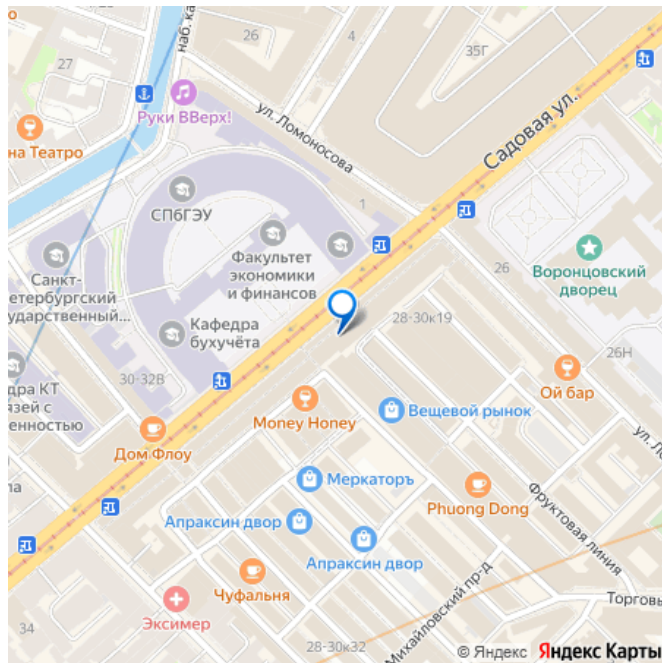 наб. ка
27
26
4
35Г
Садовая ул.
Руки ВВерх!
ул. Ломоносова
на Театро
1
СПбГЭУ
Факультет
экономики
и финансов
26
Воронцовский
дворец
Санкт-
етербургский
ударственный...
Кафедра
бухучёта
28-30к19
26Н
дра КТ
язей с
енностью
30-32В
Ой бар
Money Honey
Вещевой рынок
Дом Флоу
ла
Меркаторъ
Phuong Dong
ул. Ло
Апраксин двор
Фруктовая линия
Апраксин двор
Чуфальня
Михайловский пр-д
Торговы
Эксимер
34
28-30к32
© Яндекс Яндекс Карты